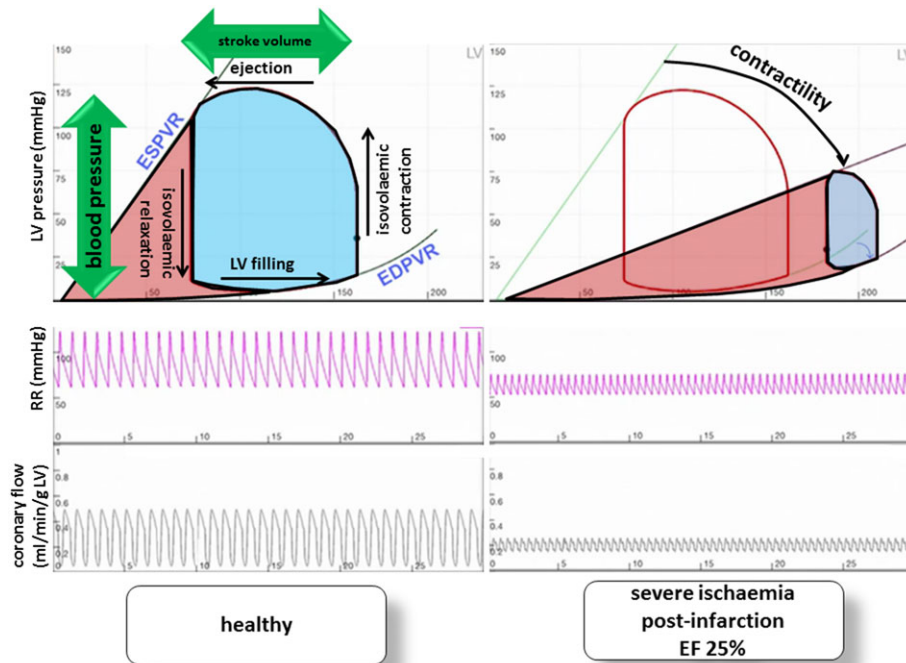 stroke volume
ejection
LV
150
125
100
75
50
25
0
50
100
150
200
LV pressure (mmHg)
blood pressure
ESPVR
isovolaemic
relaxation
isovolaemic
contraction
LV filling
EDPVR
150
125
100
75
50
25
0
50
100
150
200
contractility
LV
RR (mmHg)
100
50
0
5
10
15
20
25
100
50
0
5
10
15
20
25
coronary flow
(ml/min/g LV)
1
0.8
0.6
0.4
0.2
0
5
10
15
20
25
0.8
0.6
0.4
0.2
0
5
10
15
20
25
healthy
severe ischaemia
post-infarction
EF 25%